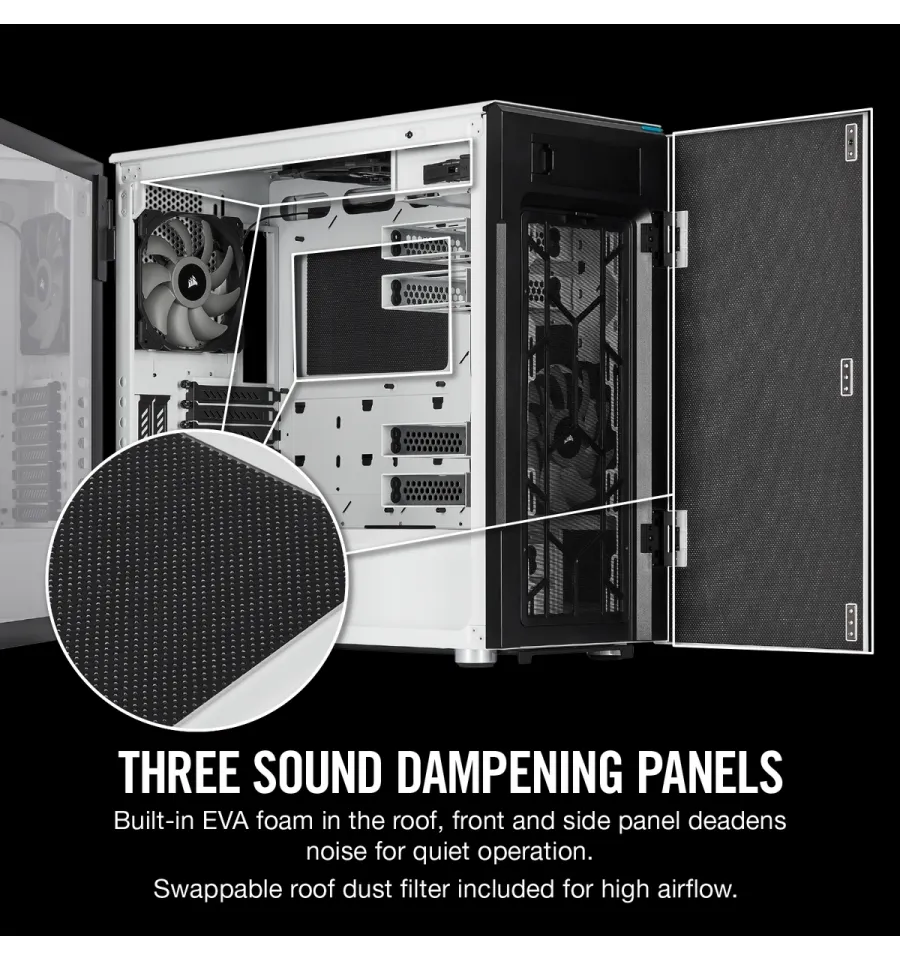 THREE SOUND DAMPENING PANELS
Built-in EVA foam in the roof, front and side panel deadens
noise for quiet operation.
Swappable roof dust filter included for high airflow.